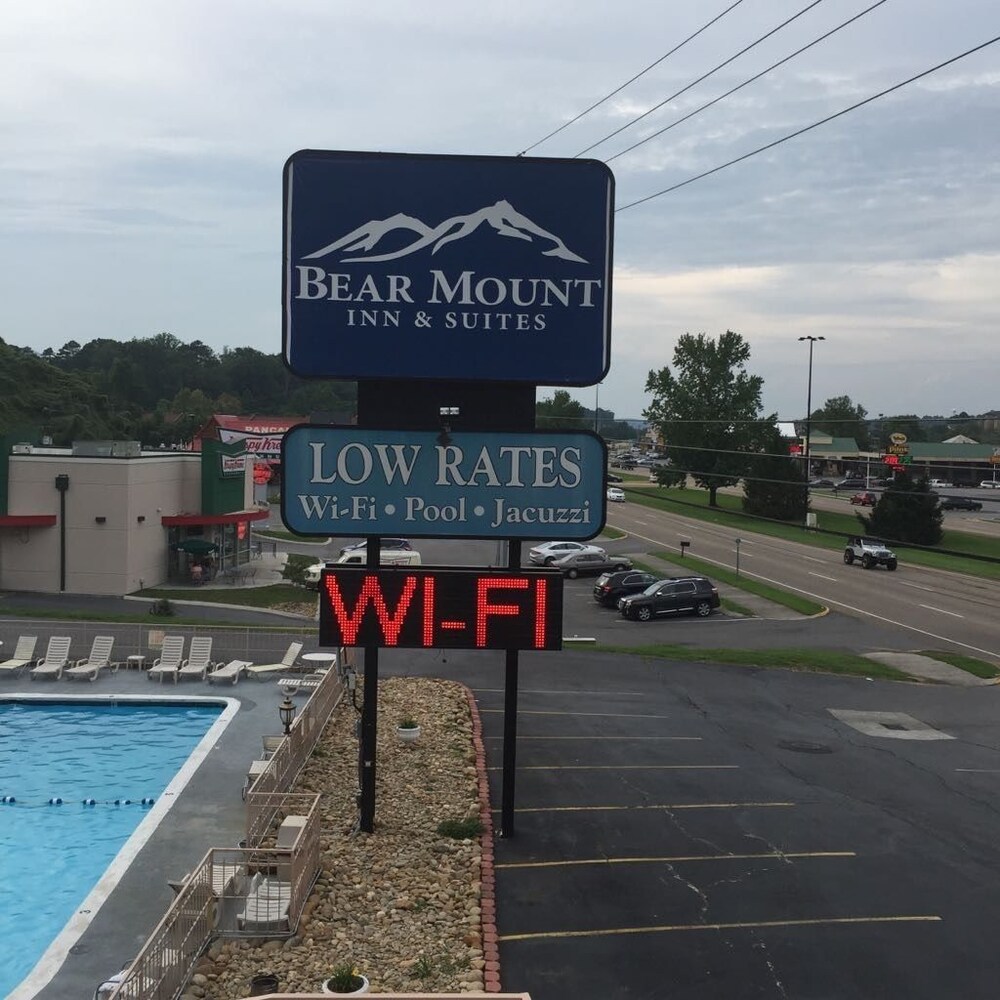 BEAR MOUNT
INN & SUITES
LOW RATES
Wi-Fi • Pool • Jacuzzi
WI-FI